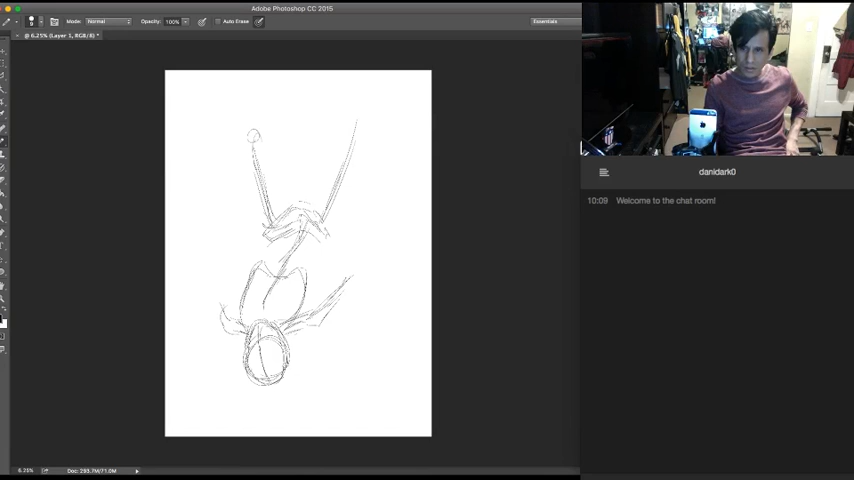 Adobe Photoshop CC 2015
Mode: Normal Opacity: 100% Auto Erase Essentials
@ 6.25% (Layer 1, RGB/8) *
danidark0
10:09 Welcome to the chat room!
6.25% Doc: 293.7M/71.0M